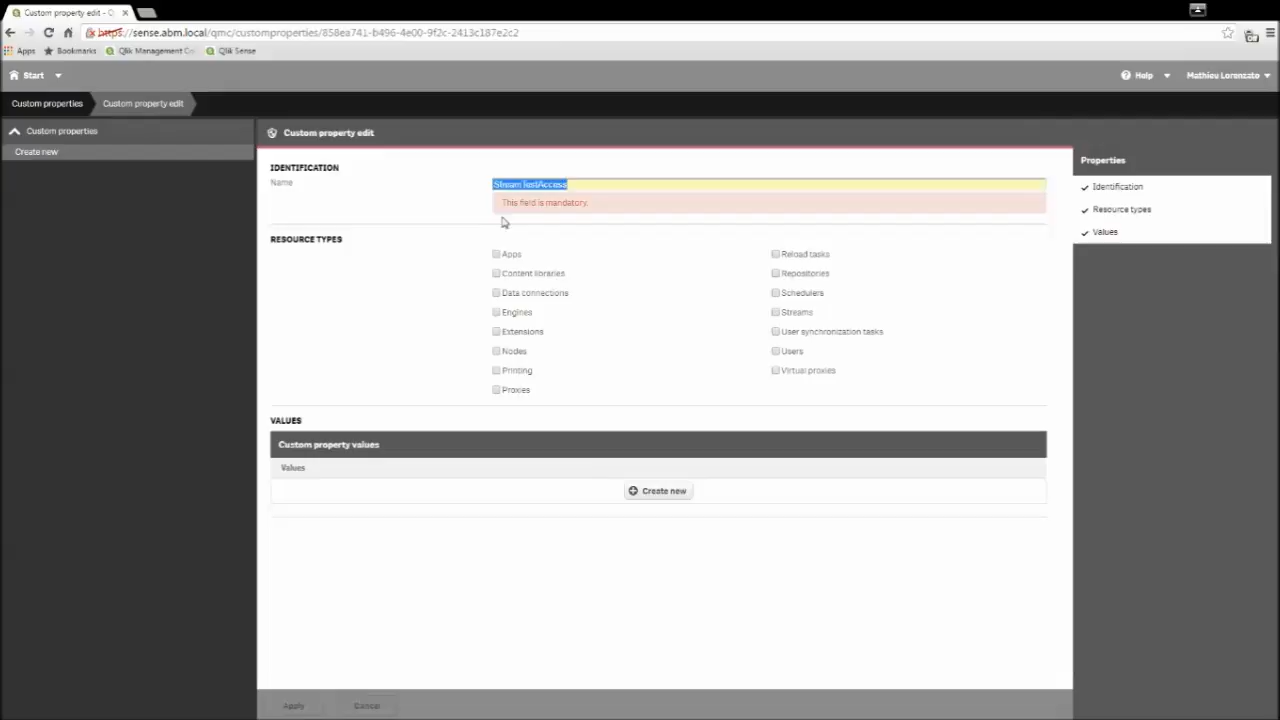 Custom property edit - Q
https://sense.abm.local/qmc/customproperties/858ea741-b496-4e00-9f2c-2413c187e2c2
Apps Bookmarks Qlik Management Co Qlik Sense
Start Help Mathieu Lorenzato
Custom properties Custom property edit
Custom properties
Create new
Custom property edit
IDENTIFICATION
Name StreamTestAccess
This field is mandatory.
RESOURCE TYPES
Apps Reload tasks
Content libraries Repositories
Data connections Schedulers
Engines Streams
Extensions User synchronization tasks
Nodes Users
Printing Virtual proxies
Proxies
VALUES
Custom property values
Values
Create new
Apply Cancel
Properties
Identification
Resource types
Values